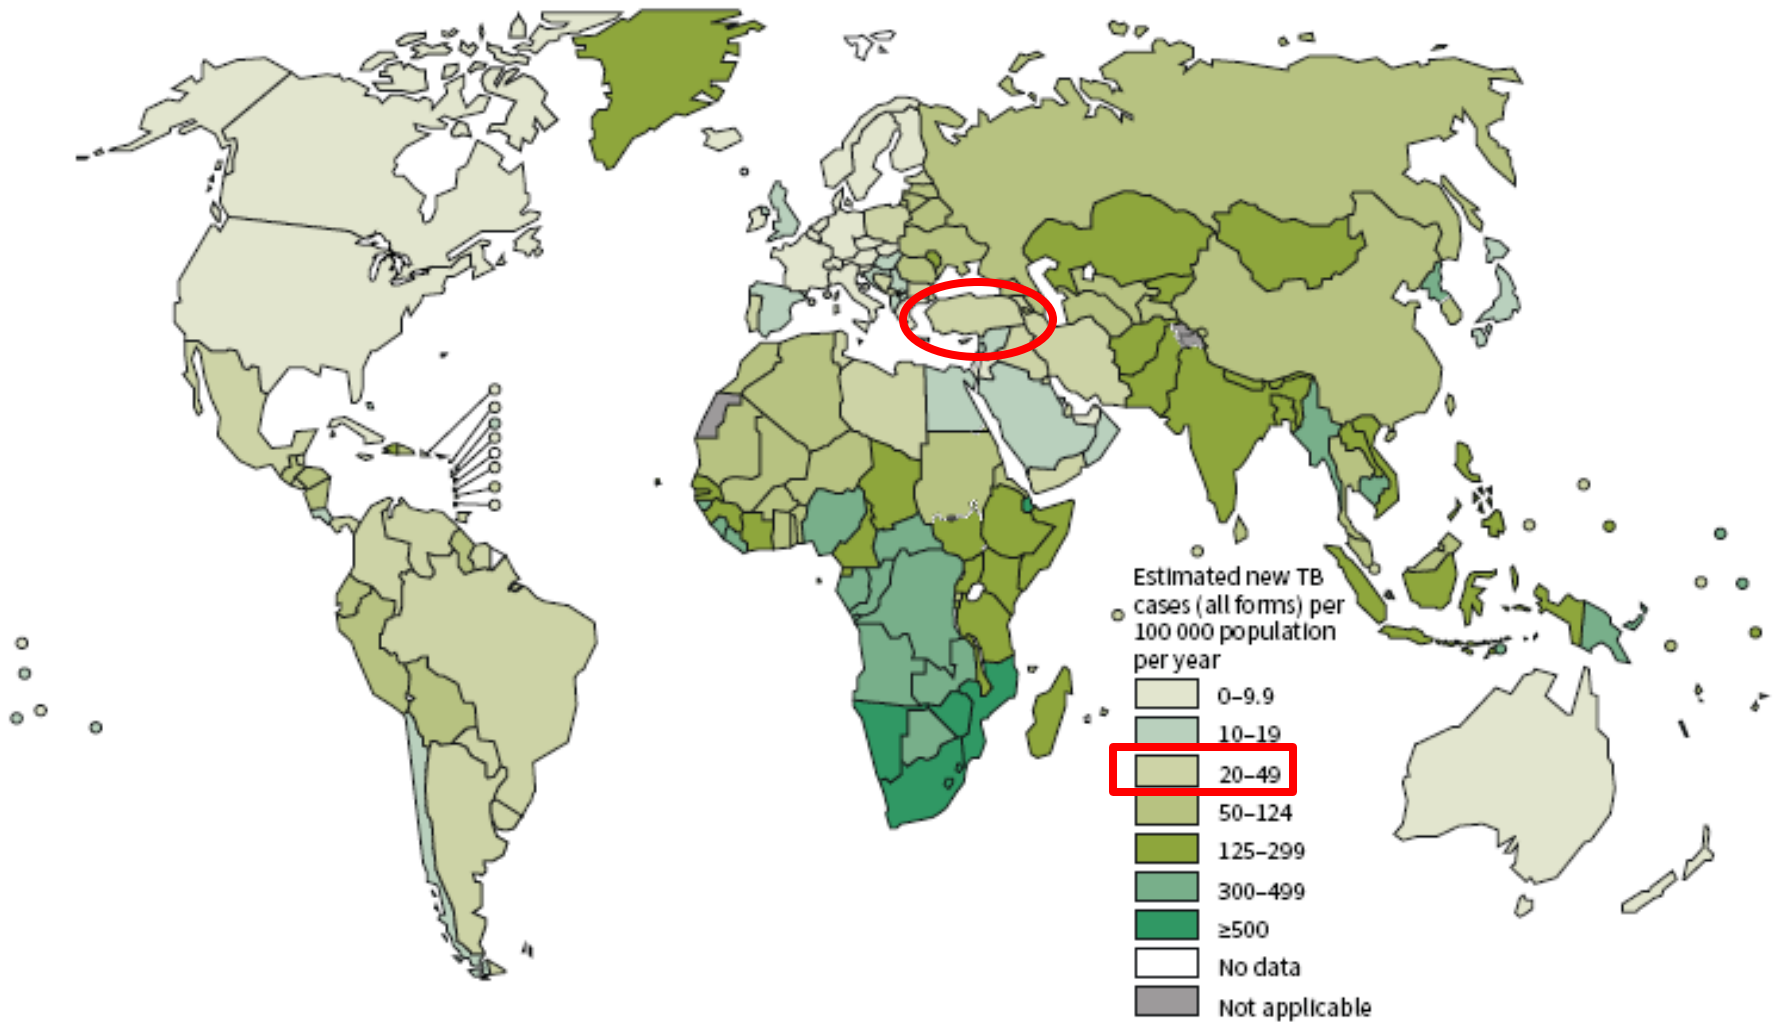 Estimated new TB
cases (all forms) per
100 000 population
per year
0–9.9
10–19
20–49
50–124
125–299
300–499
≥500
No data
Not applicable